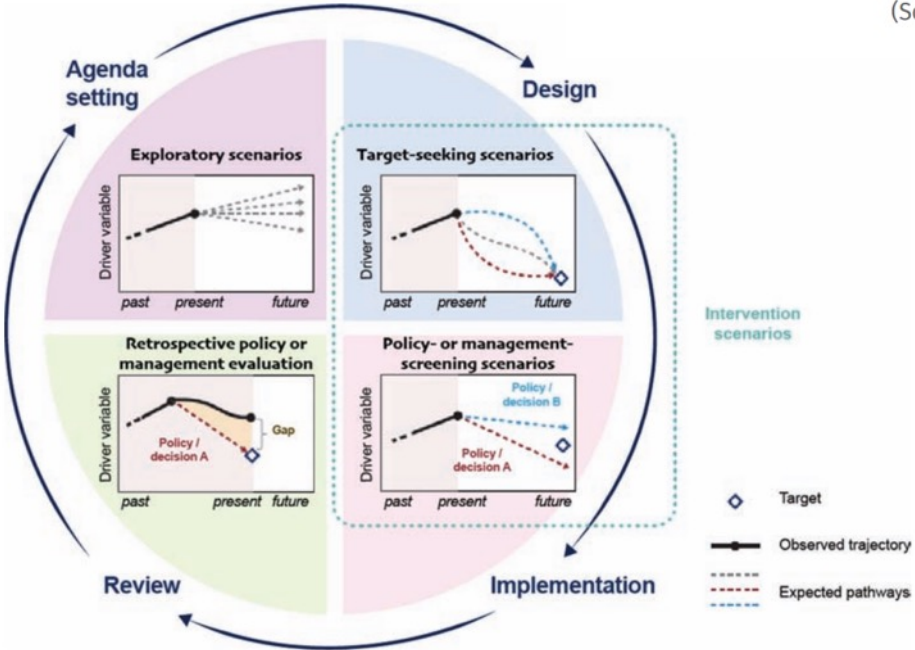 (Se
Agenda
setting
Design
Exploratory scenarios
Driver variable
past present future
Target-seeking scenarios
Driver variable
past present future
Intervention
scenarios
Retrospective policy or
management evaluation
Driver variable
Policy /
decision A
Gap
past present future
Policy- or management-
screening scenarios
Driver variable
Policy /
decision B
Policy /
decision A
past present future
Target
Observed trajectory
Expected pathways
Review
Implementation